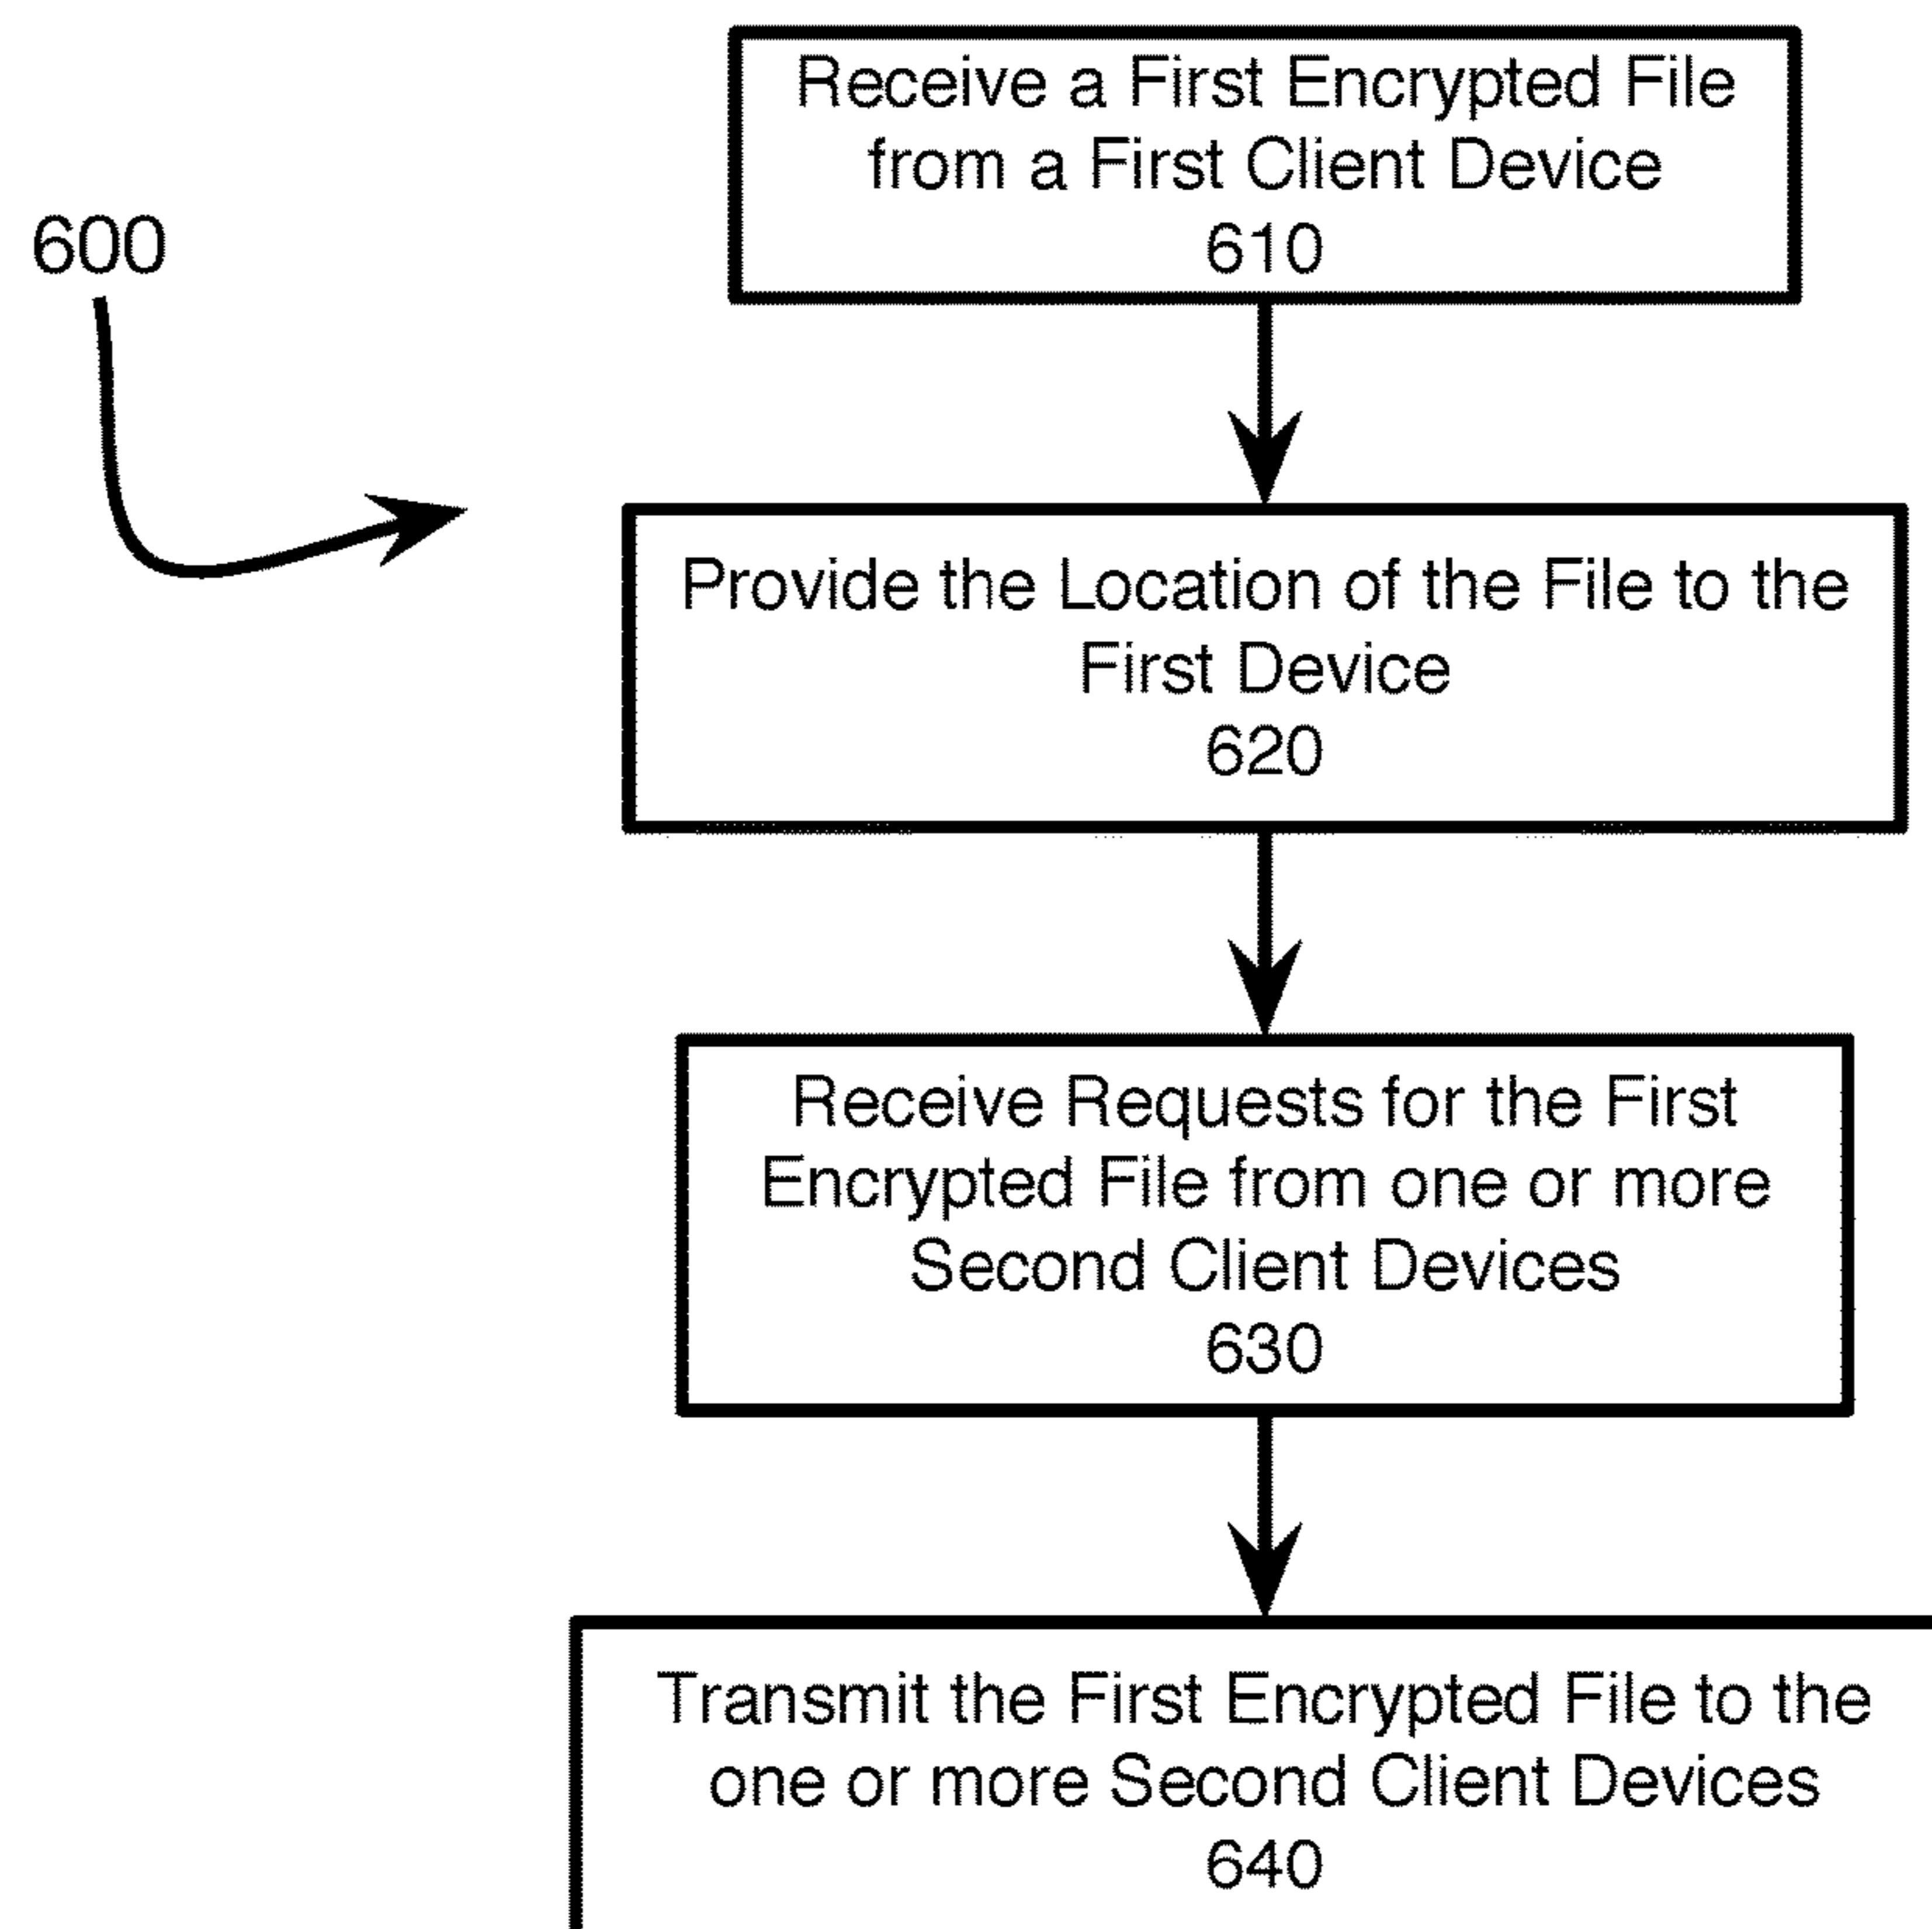 Receive a First Encrypted File
from a First Client Device
610
600
Provide the Location of the File to the
First Device
620
Receive Requests for the First
Encrypted File from one or more
Second Client Devices
630
Transmit the First Encrypted File to the
one or more Second Client Devices
640